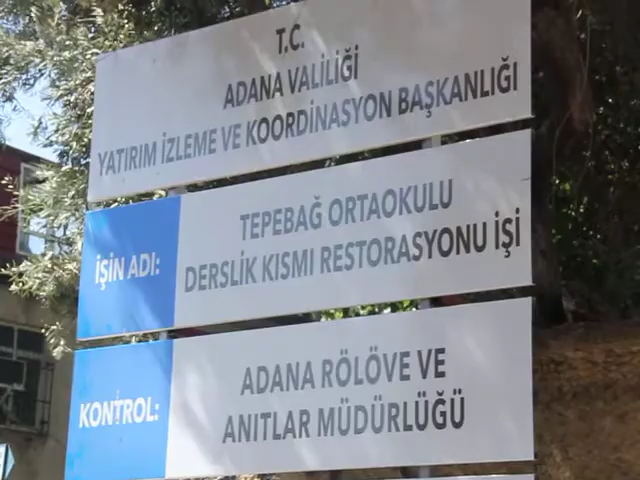 T.C.
ADANA VALİLİĞİ
YATIRIM İZLEME VE KOORDİNASYON BAŞKANLIĞI
İŞİN ADI:
TEPEBAĞ ORTAOKULU
DERSLİK KISMI RESTORASYONU İŞİ
KONTROL:
ADANA RÖLÖVE VE
ANITLAR MÜDÜRLÜĞÜ